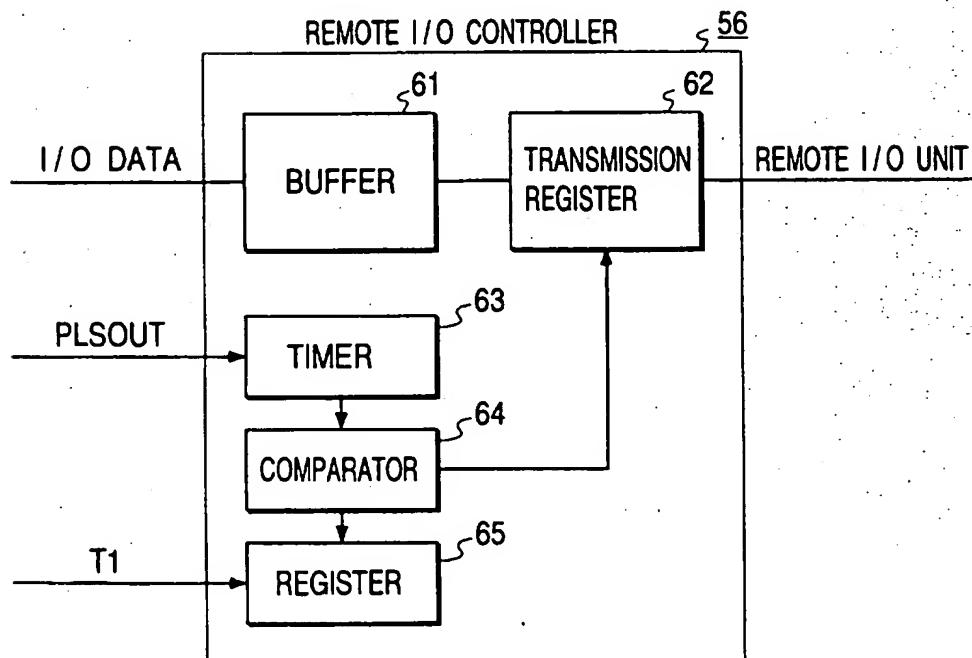 REMOTE I/O CONTROLLER
56
61
62
I/O DATA
BUFFER
TRANSMISSION
REGISTER
REMOTE I/O UNIT
63
PLSOUT
TIMER
64
COMPARATOR
65
T1
REGISTER